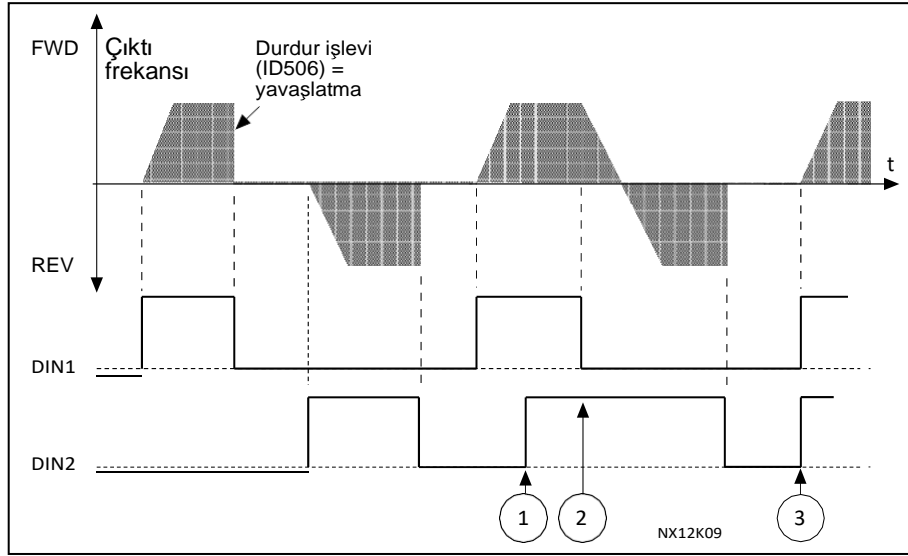 FWD
Çıktı
frekansı
Durdur işlevi
(ID506) =
yavaşlatma
t
REV
DIN1
DIN2
1
2
3
NX12K09